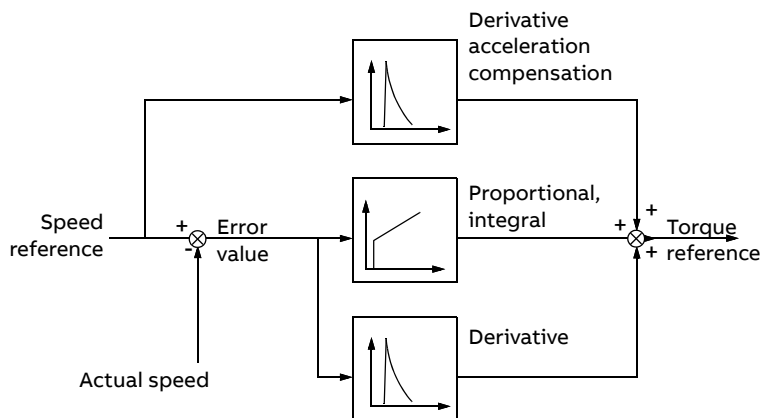 Derivative
acceleration
compensation
Speed
reference
+
-
Error
value
Proportional,
integral
+
+
+
Torque
reference
Derivative
Actual speed